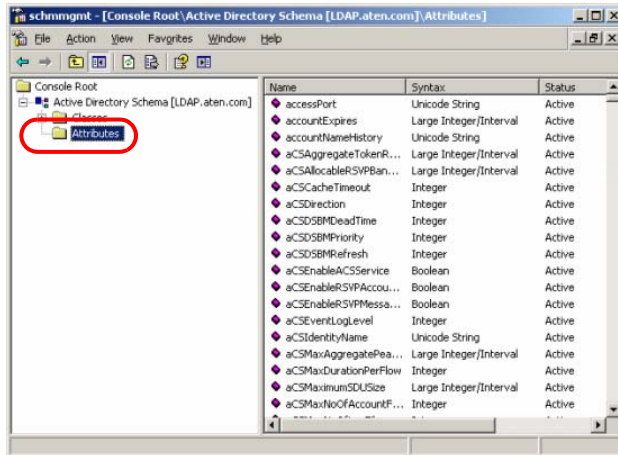 schmmgmt - [Console Root\Active Directory Schema [LDAP.aten.com]\Attributes]
File Action View Favorites Window Help
Console Root
Active Directory Schema [LDAP.aten.com]
Classes
Attributes
Name Syntax Status
accessPort Unicode String Active
accountExpires Large Integer/Interval Active
accountNameHistory Unicode String Active
aCSAggregateTokenR... Large Integer/Interval Active
aCSAllocableRSVPBan... Large Integer/Interval Active
aCSCacheTimeout Integer Active
aCSDirection Integer Active
aCSDSBMDeadTime Integer Active
aCSDSBMPriority Integer Active
aCSDSBMRefresh Integer Active
aCSEnableACSService Boolean Active
aCSEnableRSVPAccou... Boolean Active
aCSEnableRSVPMessa... Boolean Active
aCSEventLogLevel Integer Active
aCSIdentityName Unicode String Active
aCSMaxAggregatePea... Large Integer/Interval Active
aCSMaxDurationPerFlow Integer Active
aCSMaximumSDUSize Large Integer/Interval Active
aCSMaxNoOfAccountF... Integer Active